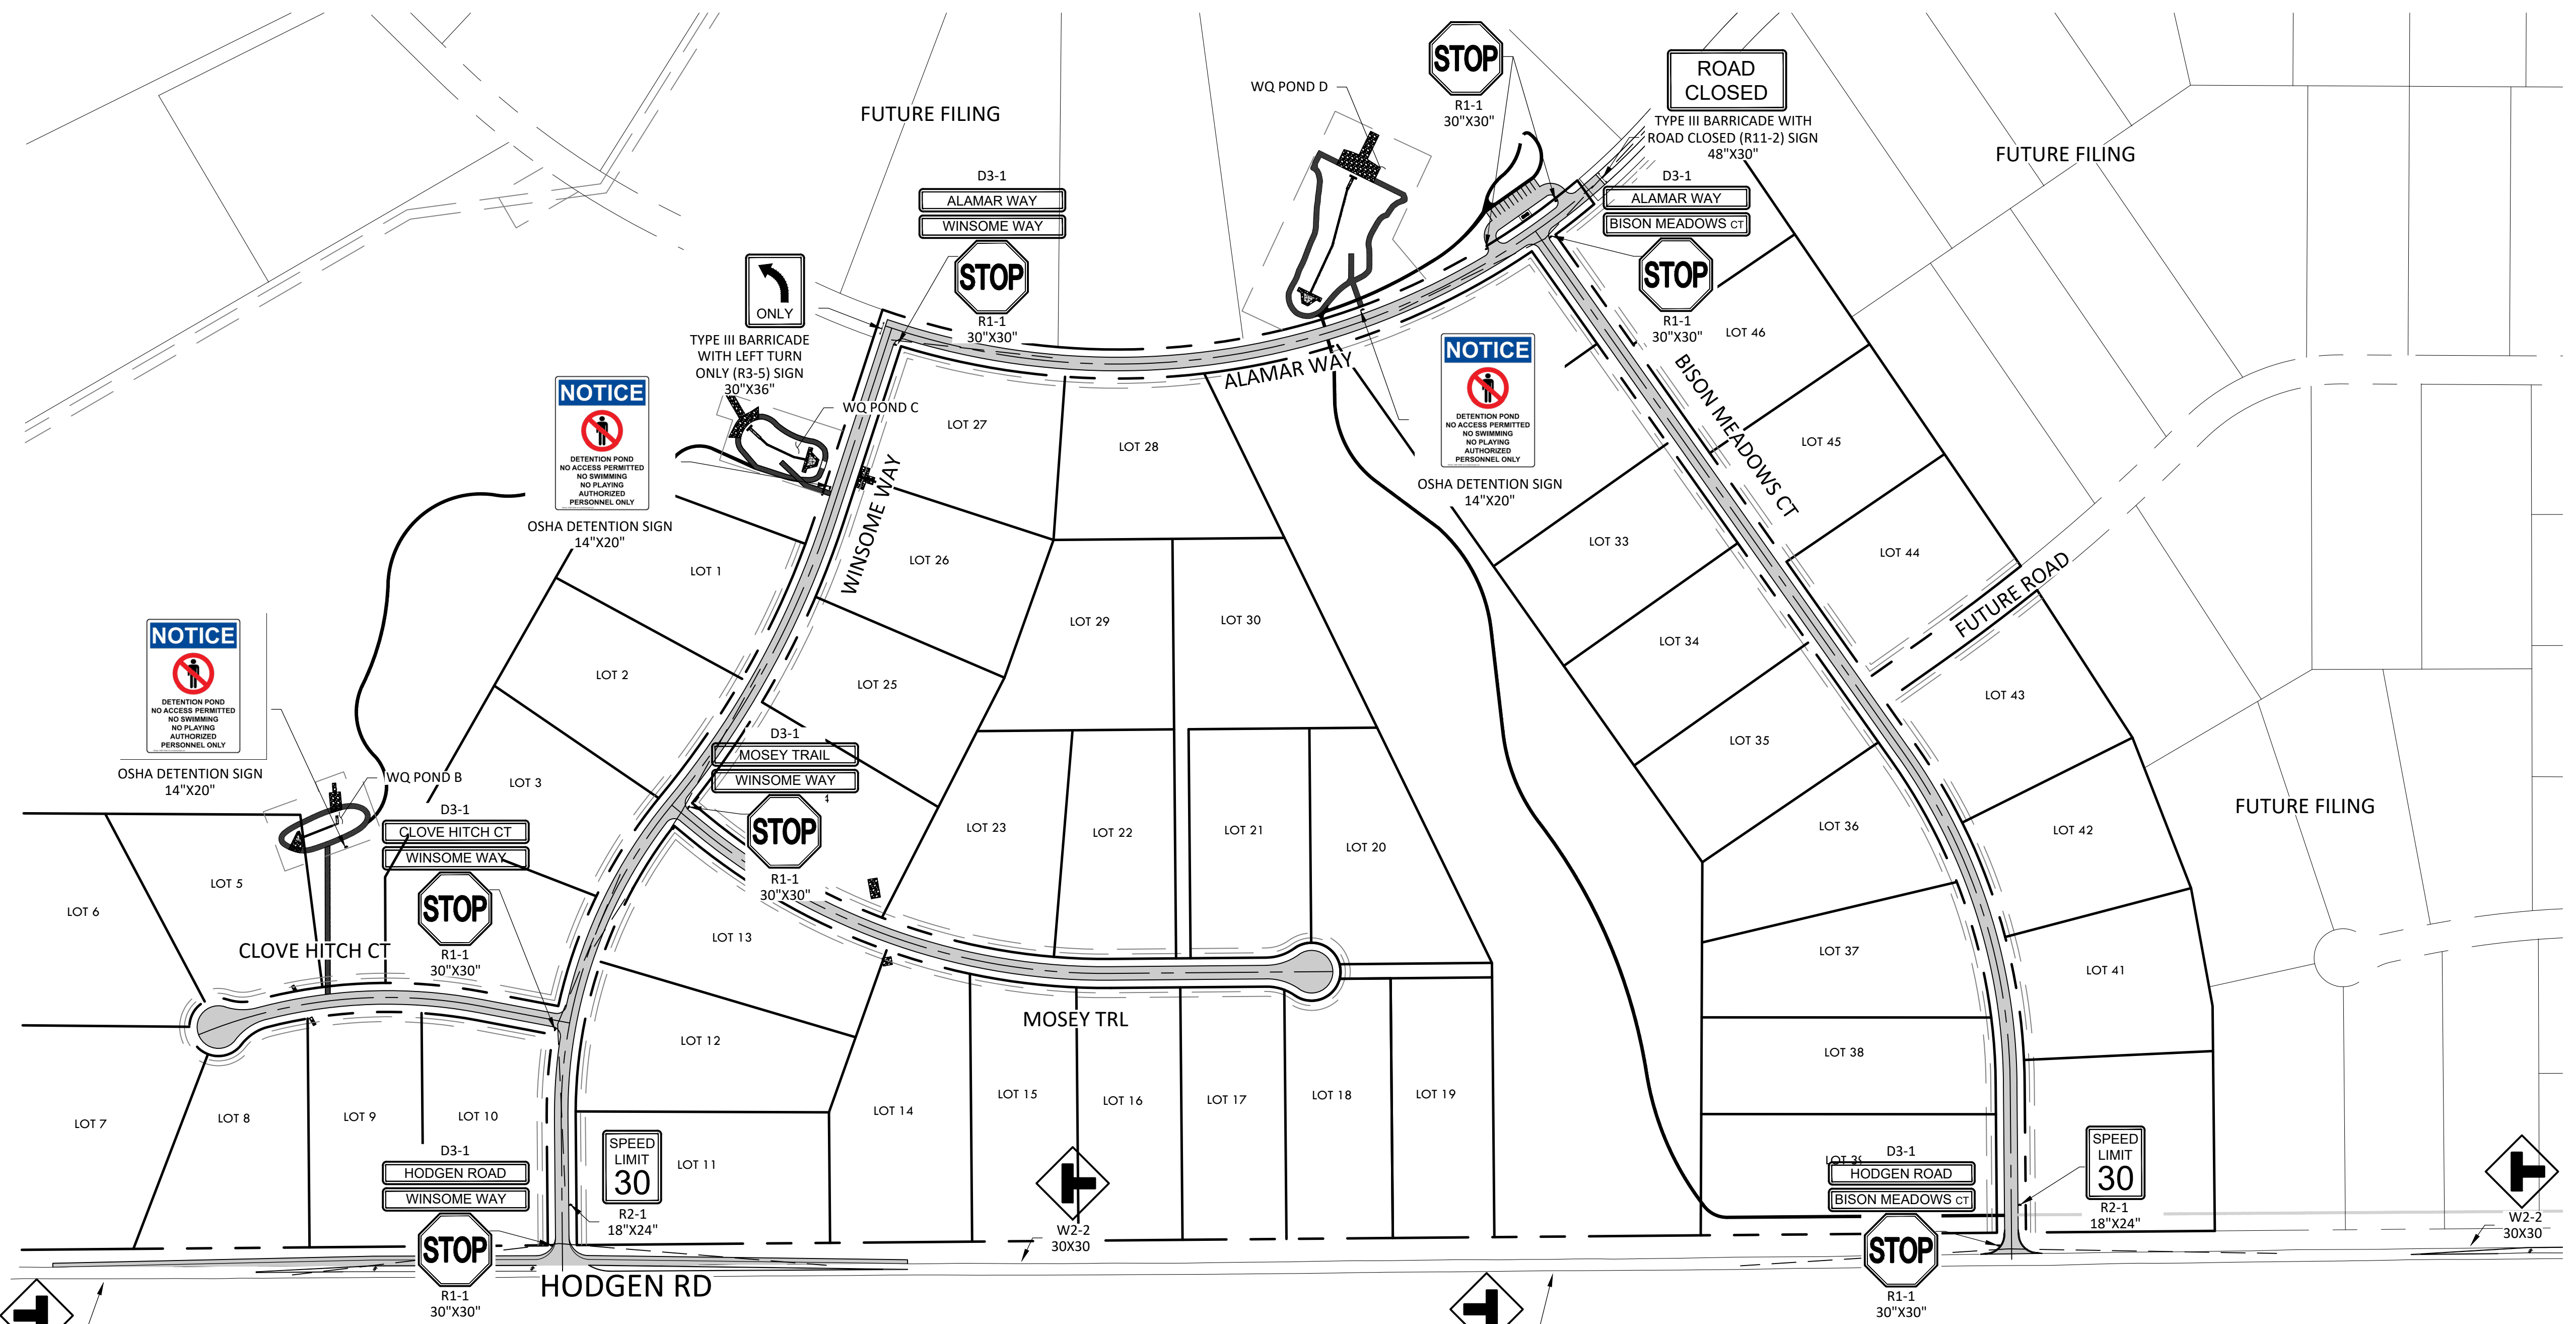 STOP
R1-1
30"X30"
ROAD
CLOSED
TYPE III BARRICADE WITH
ROAD CLOSED (R11-2) SIGN
48"X30"
WQ POND D
FUTURE FILING
FUTURE FILING
D3-1
ALAMAR WAY
WINSOME WAY
STOP
R1-1
30"X30"
D3-1
ALAMAR WAY
BISON MEADOWS CT
STOP
R1-1
30"X30"
ONLY
TYPE III BARRICADE
WITH LEFT TURN
ONLY (R3-5) SIGN
30"X36"
WQ POND C
NOTICE
DETENTION POND
NO ACCESS PERMITTED
NO SWIMMING
NO PLAYING
AUTHORIZED
PERSONNEL ONLY
OSHA DETENTION SIGN
14"X20"
NOTICE
DETENTION POND
NO ACCESS PERMITTED
NO SWIMMING
NO PLAYING
AUTHORIZED
PERSONNEL ONLY
OSHA DETENTION SIGN
14"X20"
ALAMAR WAY
BISON MEADOWS CT
WINSOME WAY
LOT 46
LOT 45
LOT 44
FUTURE ROAD
LOT 27
LOT 28
LOT 33
LOT 1
LOT 26
LOT 29
LOT 30
LOT 34
LOT 2
LOT 25
LOT 35
LOT 43
NOTICE
DETENTION POND
NO ACCESS PERMITTED
NO SWIMMING
NO PLAYING
AUTHORIZED
PERSONNEL ONLY
OSHA DETENTION SIGN
14"X20"
WQ POND B
LOT 3
D3-1
MOSEY TRAIL
WINSOME WAY
STOP
R1-1
30"X30"
D3-1
CLOVE HITCH CT
WINSOME WAY
STOP
R1-1
30"X30"
LOT 23
LOT 22
LOT 21
LOT 20
LOT 36
LOT 42
FUTURE FILING
LOT 5
LOT 6
CLOVE HITCH CT
LOT 13
LOT 37
LOT 41
MOSEY TRL
LOT 12
LOT 38
LOT 7
LOT 8
LOT 9
LOT 10
LOT 11
LOT 14
LOT 15
LOT 16
LOT 17
LOT 18
LOT 19
D3-1
HODGEN ROAD
WINSOME WAY
STOP
R1-1
30"X30"
SPEED
LIMIT
30
R2-1
18"X24"
W2-2
30X30
D3-1
HODGEN ROAD
BISON MEADOWS CT
STOP
R1-1
30"X30"
SPEED
LIMIT
30
R2-1
18"X24"
W2-2
30X30
HODGEN RD